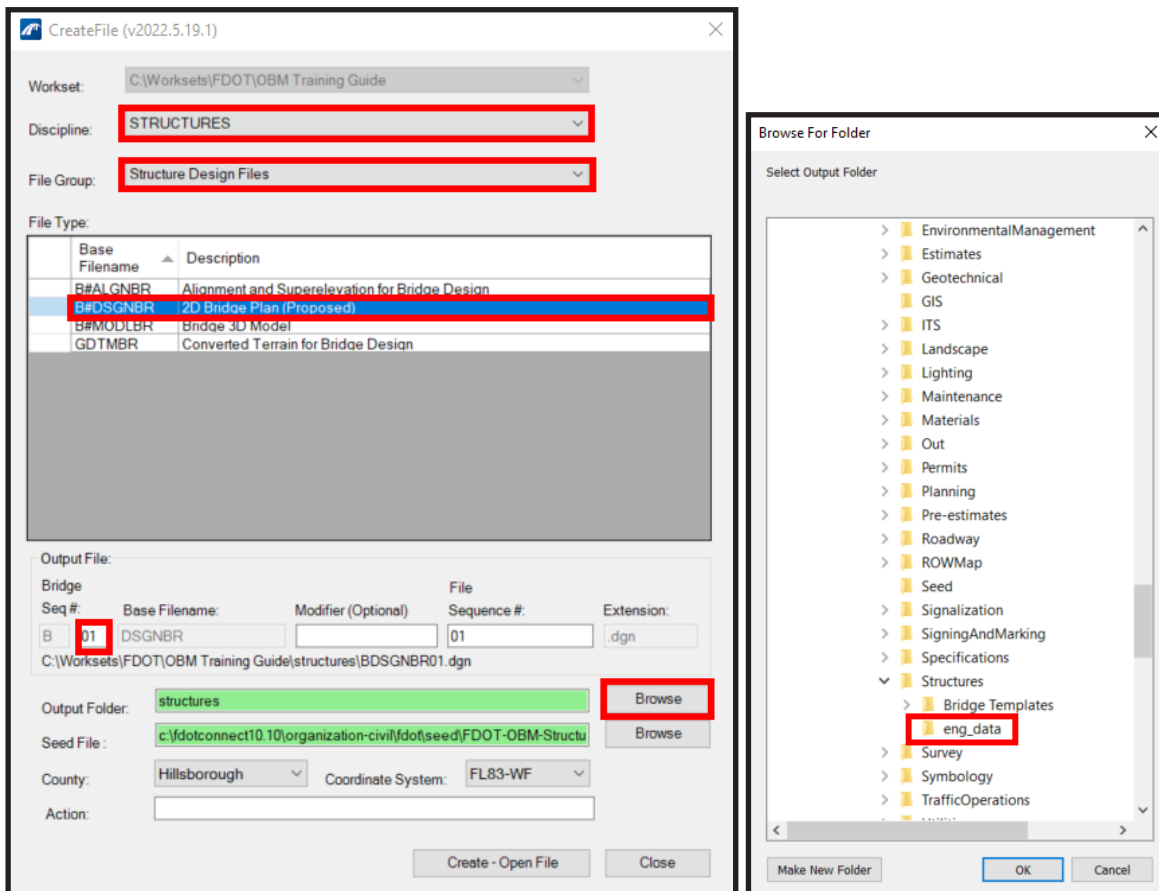 CreateFile (v2022.5.19.1)
Workset: C:\Worksets\FDOT\OBM Training Guide
Discipline: STRUCTURES
File Group: Structure Design Files
File Type:
Base Filename Description
B#ALGNBR Alignment and Superelevation for Bridge Design
B#DSGNBR 2D Bridge Plan (Proposed)
B#MODLBR Bridge 3D Model
GDTMBR Converted Terrain for Bridge Design
Output File:
Bridge File
Seq #: Base Filename: Modifier (Optional) Sequence #: Extension:
B 01 DSGNBR 01 .dgn
C:\Worksets\FDOT\OBM Training Guide\structures\BDSGNBR01.dgn
Output Folder: structures Browse
Seed File : c:\fdotconnect10.10\organization-civil\fdot\seed\FDOT-OBM-Structu Browse
County: Hillsborough Coordinate System: FL83-WF
Action:
Create - Open File Close
Browse For Folder
Select Output Folder
EnvironmentalManagement
Estimates
Geotechnical
GIS
ITS
Landscape
Lighting
Maintenance
Materials
Out
Permits
Planning
Pre-estimates
Roadway
ROWMap
Seed
Signalization
SigningAndMarking
Specifications
Structures
Bridge Templates
eng_data
Survey
Symbology
TrafficOperations
Make New Folder OK Cancel